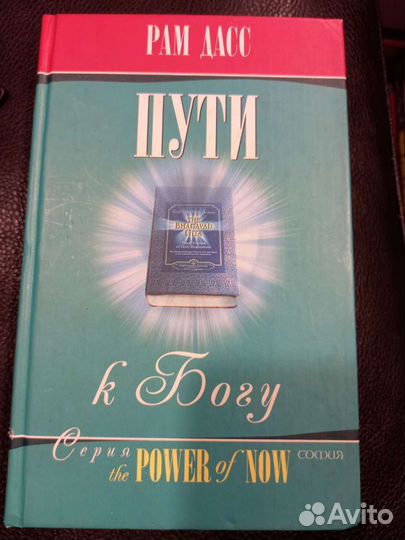 РАМ ДАСС
ПУТИ
THE
BHAGAVAD
GITA
к Богу
Серия the POWER of NOW СОФИЯ
Avito